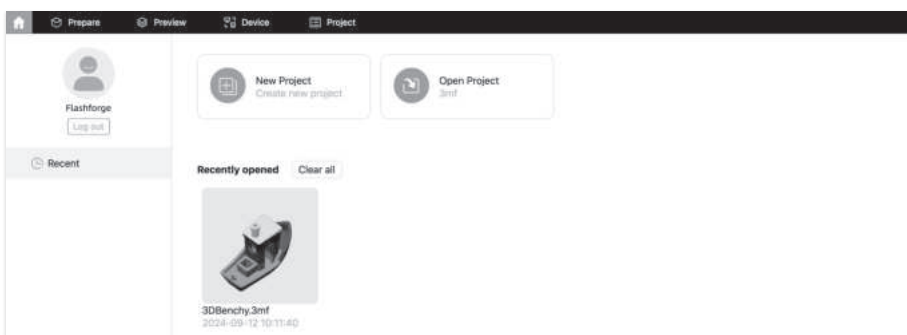 Prepare Preview Device Project
Flashforge
Log out
Recent
New Project
Create new project
Open Project
3mf
Recently opened Clear all
3DBenchy.3mf
2024-09-12 10:11:40